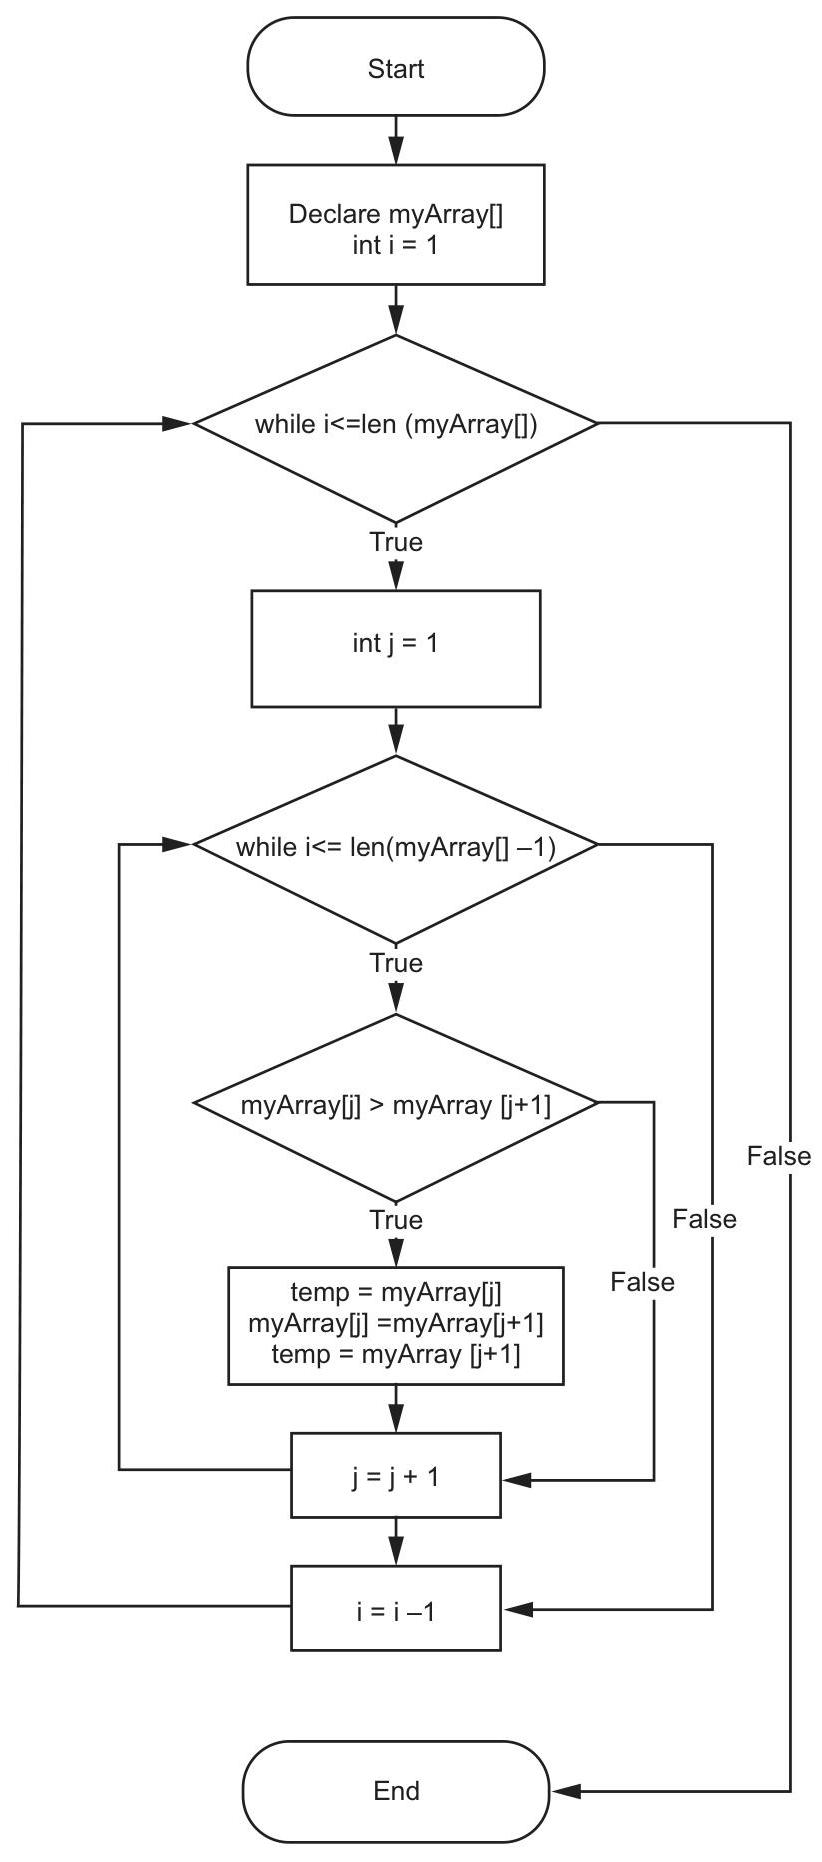 Start
Declare myArray[]
int i = 1
while i<=len (myArray[])
True
int j = 1
while i<= len(myArray[] –1)
True
myArray[j] > myArray [j+1]
True
False
False
False
temp = myArray[j]
myArray[j] =myArray[j+1]
temp = myArray [j+1]
j = j + 1
i = i –1
End